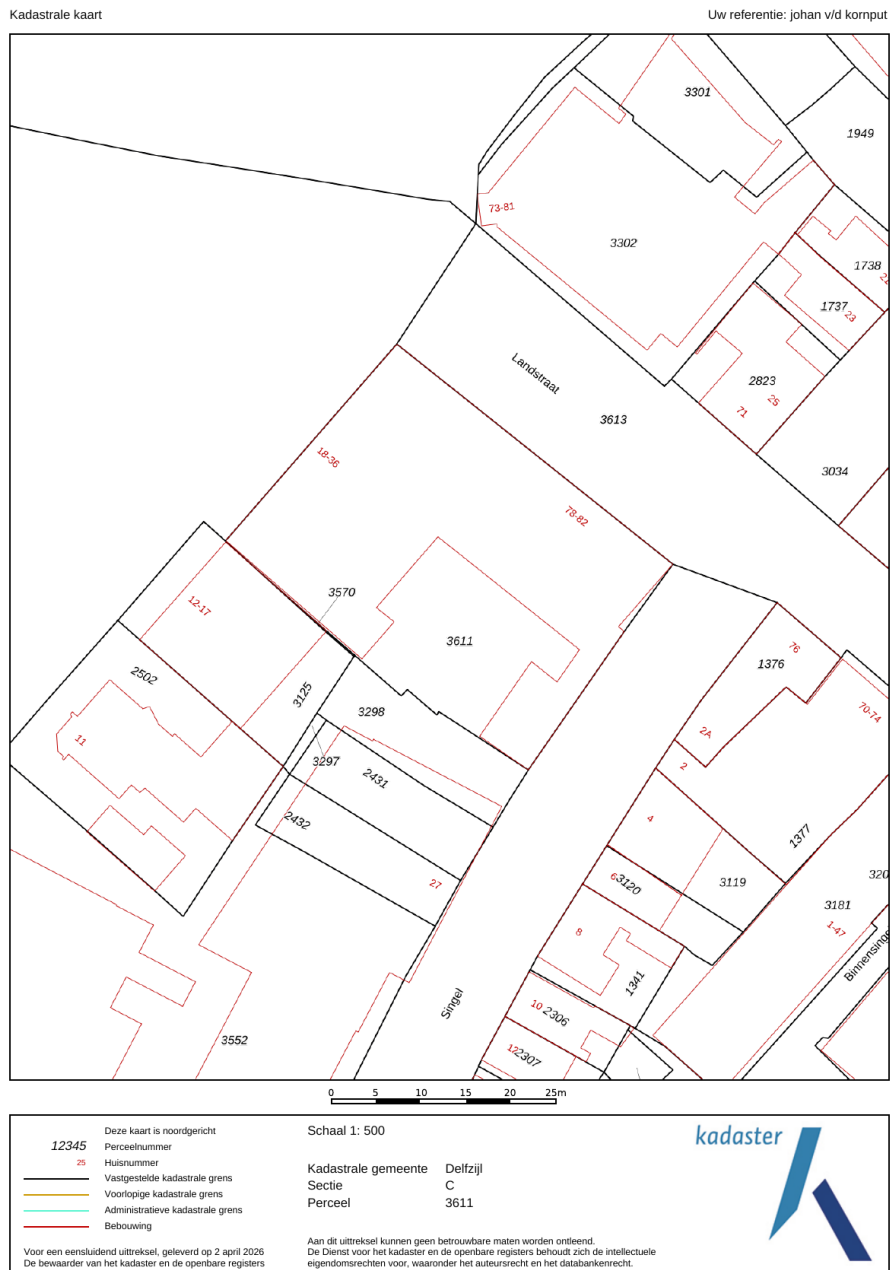 Kadastrale kaart
Uw referentie: johan v/d kornput
3301
1949
73-81
3302
1738
1737
23
Landstraat
2823
25
71
3613
3034
18-36
78-82
3570
12-17
3611
1376
76
2502
3125
3298
70-74
2A
11
3297
2431
2
2432
4
1377
27
6
3120
3119
320
3181
1-47
8
Binnensinge
1341
Singel
10
2306
3552
12
2307
0 5 10 15 20 25m
Deze kaart is noordgericht
12345 Perceelnummer
25 Huisnummer
Vastgestelde kadastrale grens
Voorlopige kadastrale grens
Administratieve kadastrale grens
Bebouwing
Voor een eensluidend uittreksel, geleverd op 2 april 2026
De bewaarder van het kadaster en de openbare registers
Schaal 1: 500
Kadastrale gemeente Delfzijl
Sectie C
Perceel 3611
Aan dit uittreksel kunnen geen betrouwbare maten worden ontleend.
De Dienst voor het kadaster en de openbare registers behoudt zich de intellectuele
eigendomsrechten voor, waaronder het auteursrecht en het databankenrecht.
kadaster